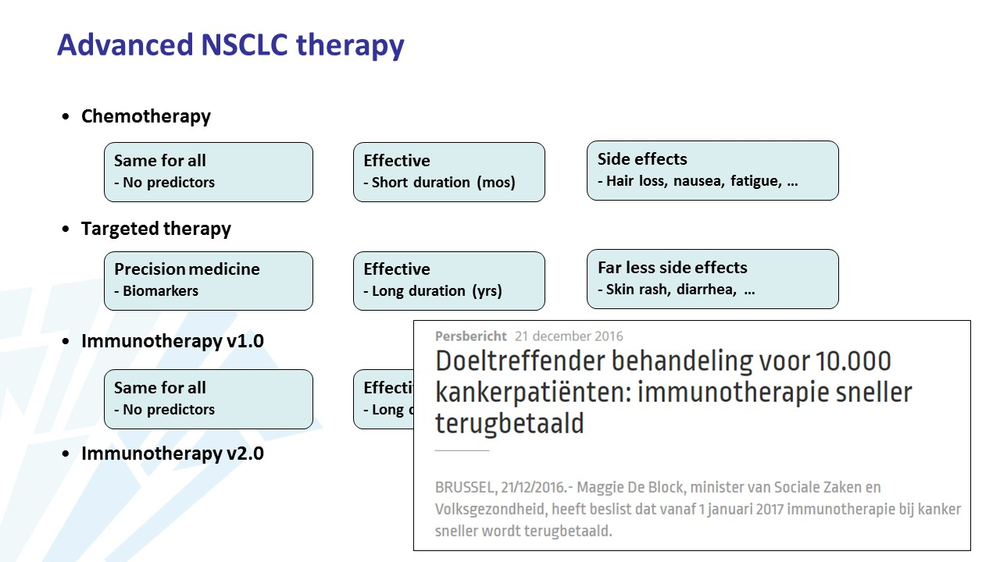 Advanced NSCLC therapy
• Chemotherapy
Same for all
- No predictors
Effective
- Short duration (mos)
Side effects
- Hair loss, nausea, fatigue, ...
• Targeted therapy
Precision medicine
- Biomarkers
Effective
- Long duration (yrs)
Far less side effects
- Skin rash, diarrhea, ...
• Immunotherapy v1.0
Same for all
- No predictors
- Long
• Immunotherapy v2.0
Persbericht 21 december 2016
Doeltreffender behandeling voor 10.000
kankerpatiënten: immunotherapie sneller
terugbetaald
BRUSSEL, 21/12/2016.- Maggie De Block, minister van Sociale Zaken en
Volksgezondheid, heeft beslist dat vanaf 1 januari 2017 immunotherapie bij kanker
sneller wordt terugbetaald.